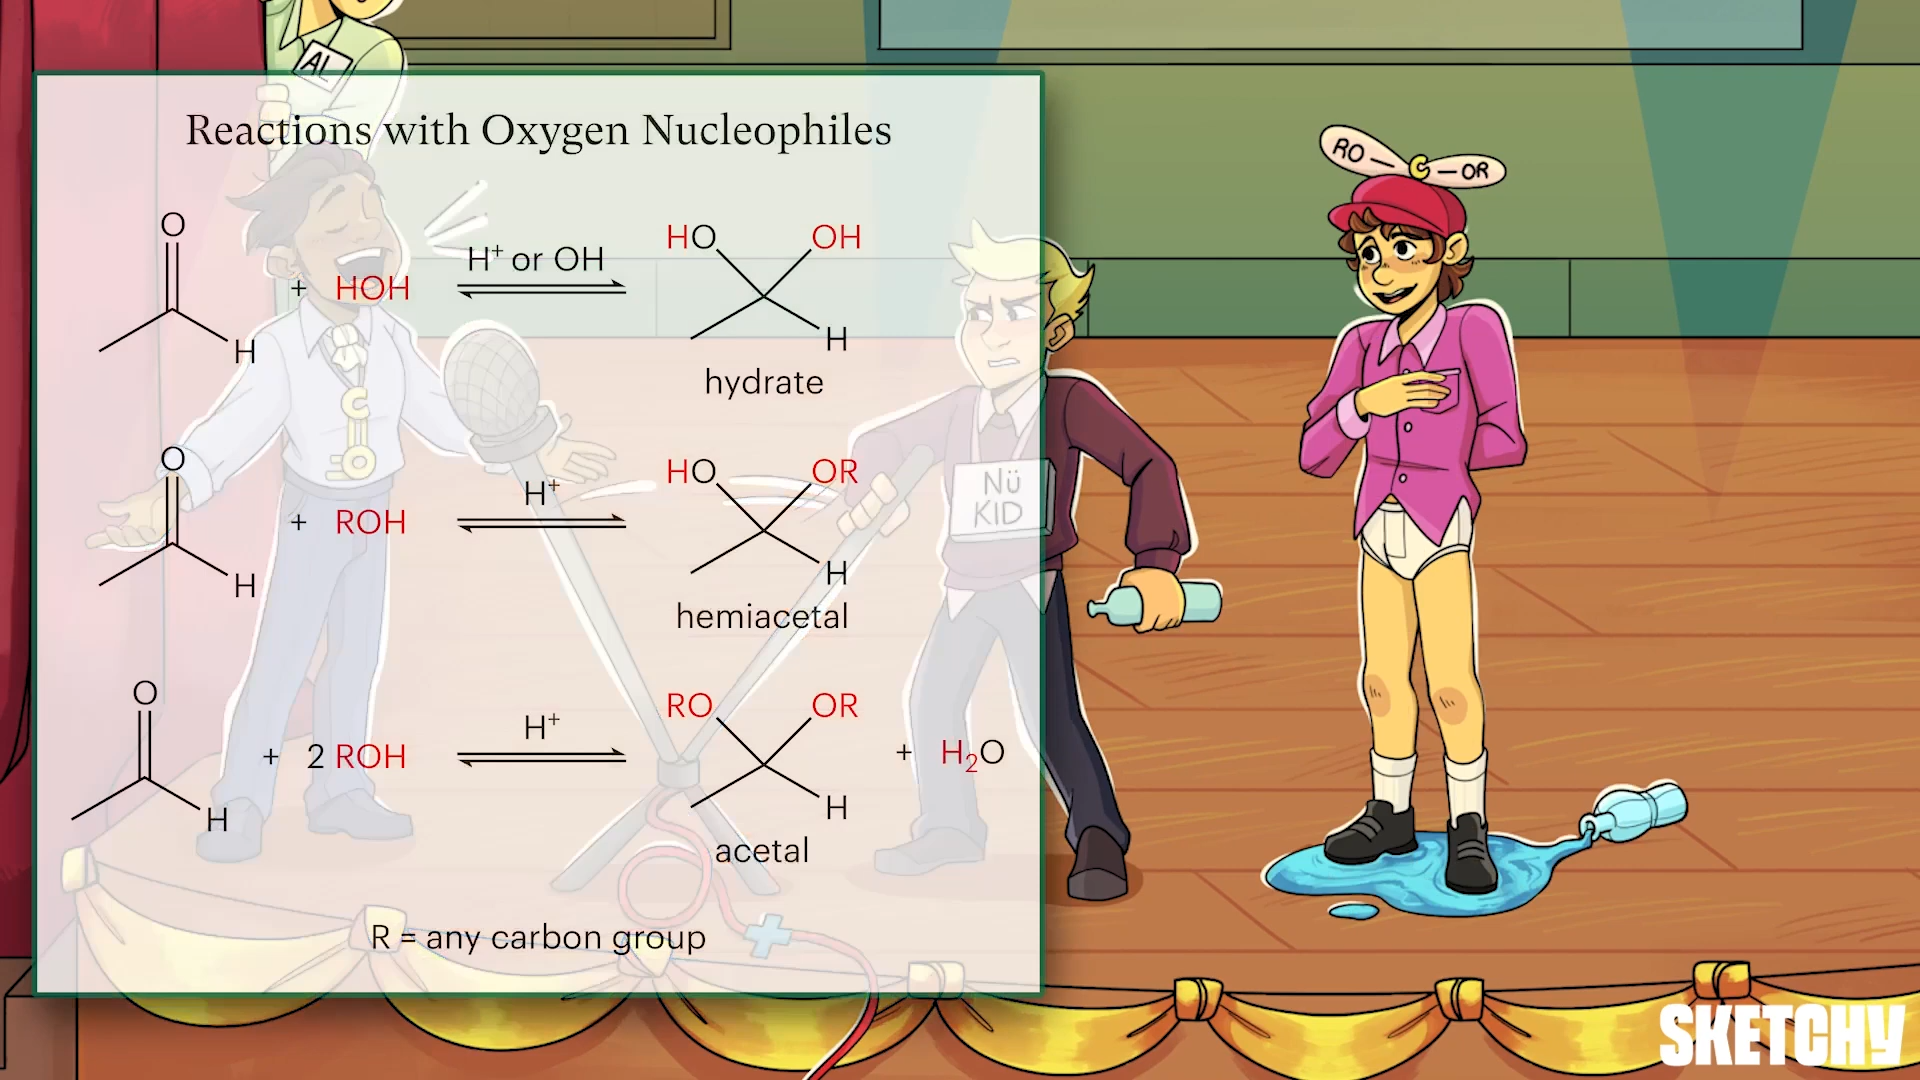 AL
Reactions with Oxygen Nucleophiles
O
H
+ HOH
H⁺ or OH
HO OH
H
hydrate
O
H
+ ROH
H⁺
HO OR
H
hemiacetal
O
H
+ 2 ROH
H⁺
RO OR
H
+ H₂O
acetal
R = any carbon group
C
O
Nü
KID
RO — C — OR
SKETCHY